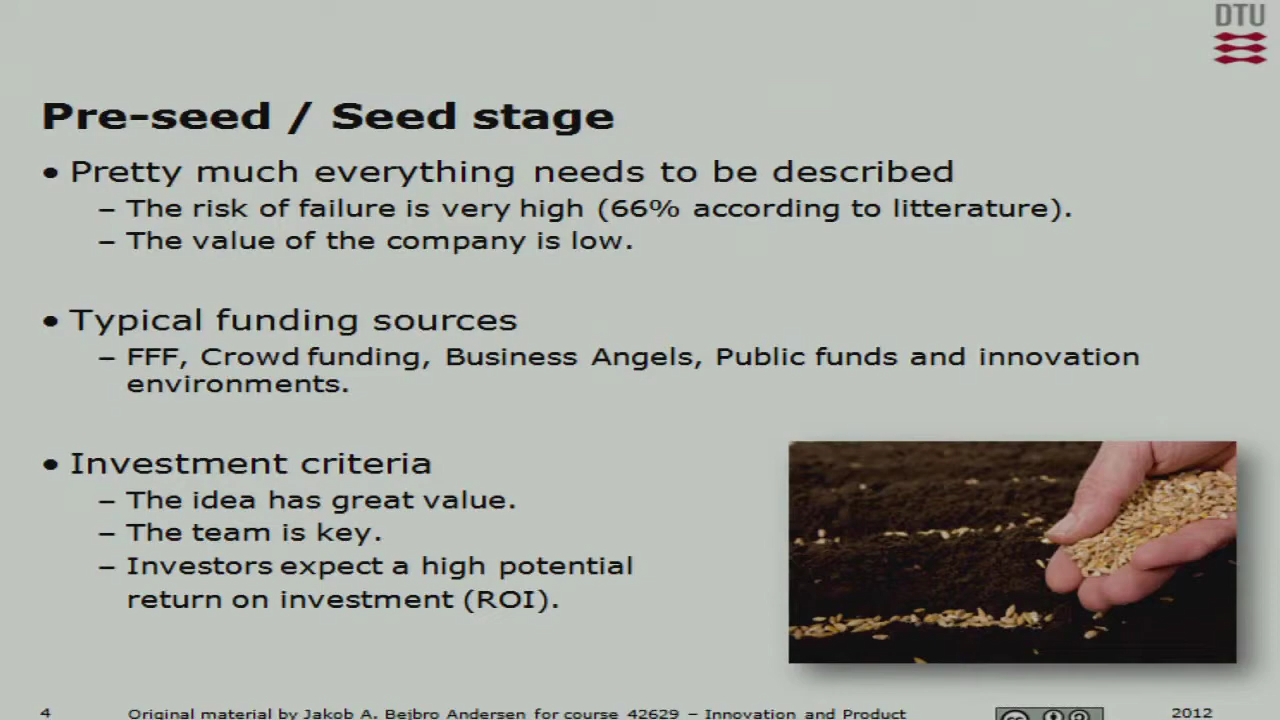 DTU
Pre-seed / Seed stage
• Pretty much everything needs to be described
– The risk of failure is very high (66% according to litterature).
– The value of the company is low.
• Typical funding sources
– FFF, Crowd funding, Business Angels, Public funds and innovation
environments.
• Investment criteria
– The idea has great value.
– The team is key.
– Investors expect a high potential
return on investment (ROI).
4 Original material by Jakob A. Bejbro Andersen for course 42629 – Innovation and Product 2012